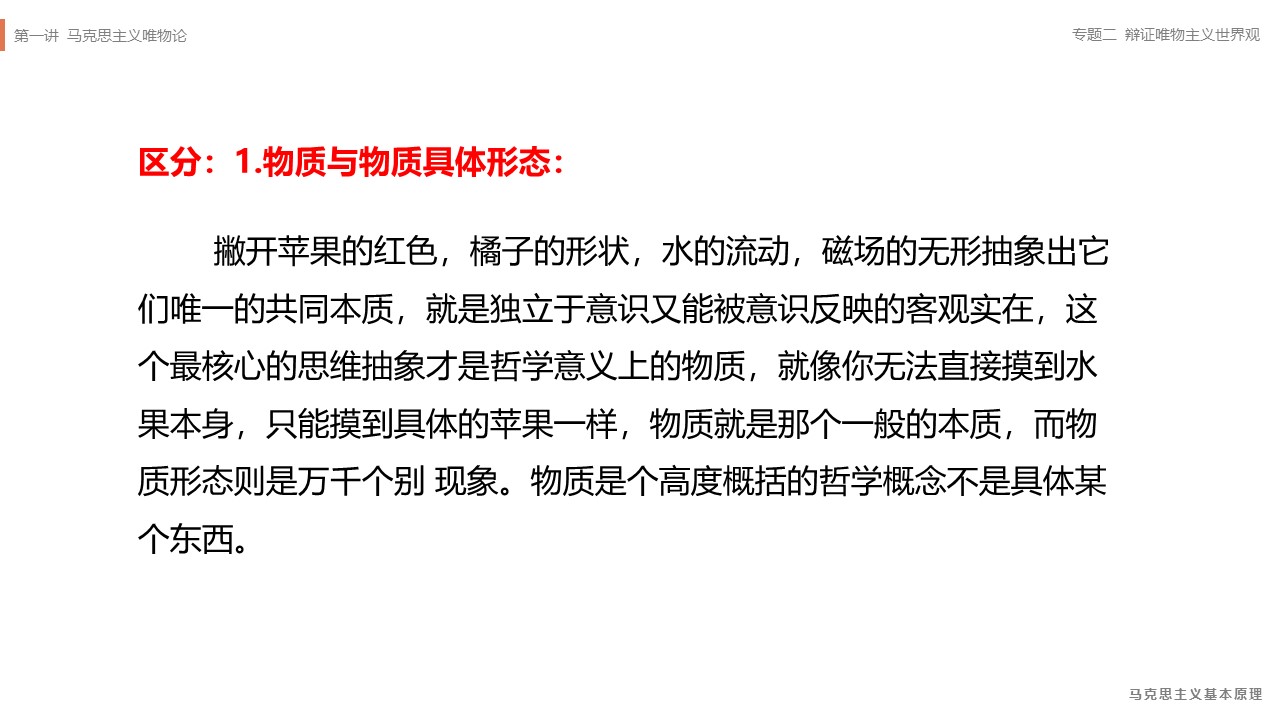 第一讲 马克思主义唯物论
专题二 辩证唯物主义世界观
区分：1.物质与物质具体形态：
撇开苹果的红色，橘子的形状，水的流动，磁场的无形抽象出它
们唯一的共同本质，就是独立于意识又能被意识反映的客观实在，这
个最核心的思维抽象才是哲学意义上的物质，就像你无法直接摸到水
果本身，只能摸到具体的苹果一样，物质就是那个一般的本质，而物
质形态则是万千个别 现象。物质是个高度概括的哲学概念不是具体某
个东西。
马克思主义基本原理